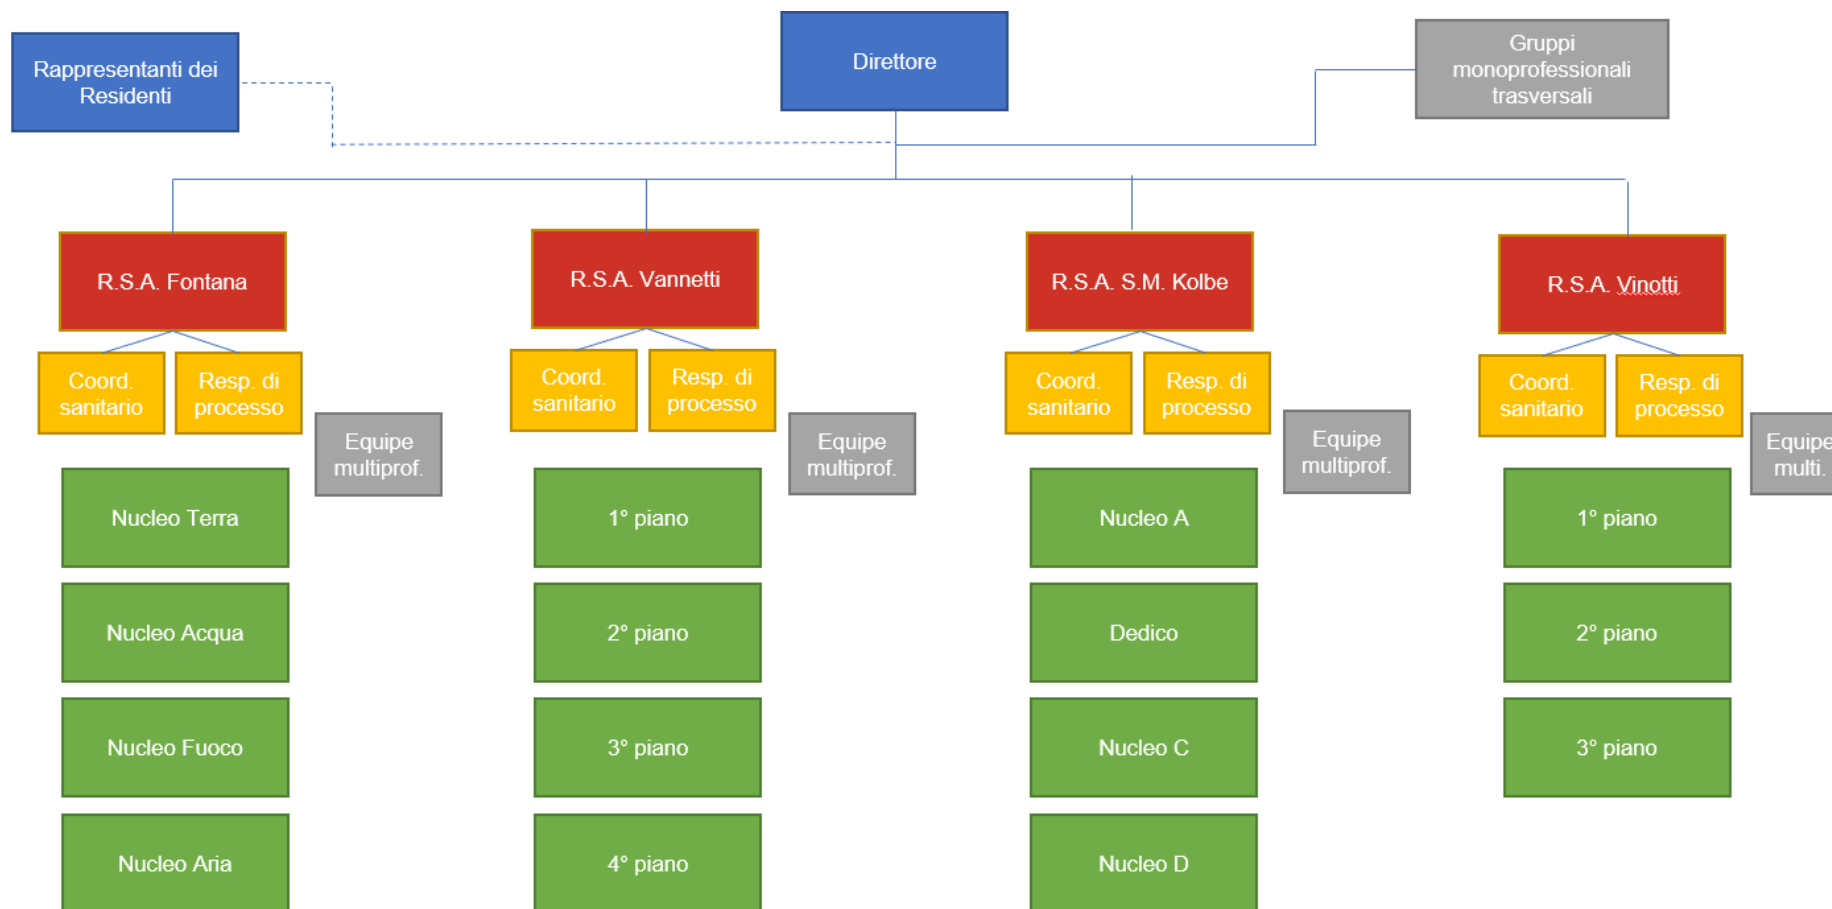 Rappresentanti dei
Residenti
Direttore
Gruppi
monoprofessionali
trasversali
R.S.A. Fontana
R.S.A. Vannetti
R.S.A. S.M. Kolbe
R.S.A. Vinotti
Coord.
sanitario
Resp. di
processo
Equipe
multiprof.
Coord.
sanitario
Resp. di
processo
Equipe
multiprof.
Coord.
sanitario
Resp. di
processo
Equipe
multiprof.
Coord.
sanitario
Resp. di
processo
Equipe
multi.
Nucleo Terra
1° piano
Nucleo A
1° piano
Nucleo Acqua
2° piano
Dedico
2° piano
Nucleo Fuoco
3° piano
Nucleo C
3° piano
Nucleo Aria
4° piano
Nucleo D